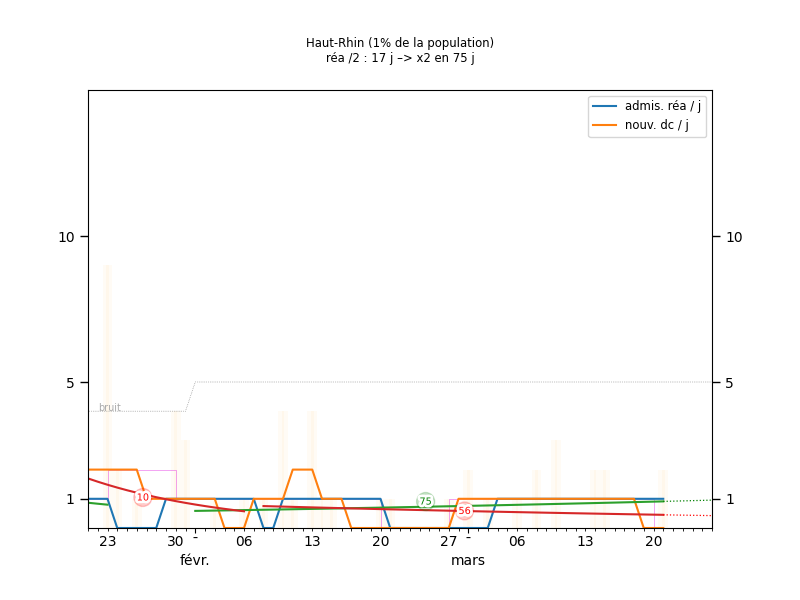 Haut-Rhin (1% de la population)
réa /2 : 17 j –> x2 en 75 j
admis. réa / j
nouv. dc / j
10
10
5
5
bruit
10
75
56
1
1
23
30
-
06
13
20
27
-
06
13
20
févr.
mars